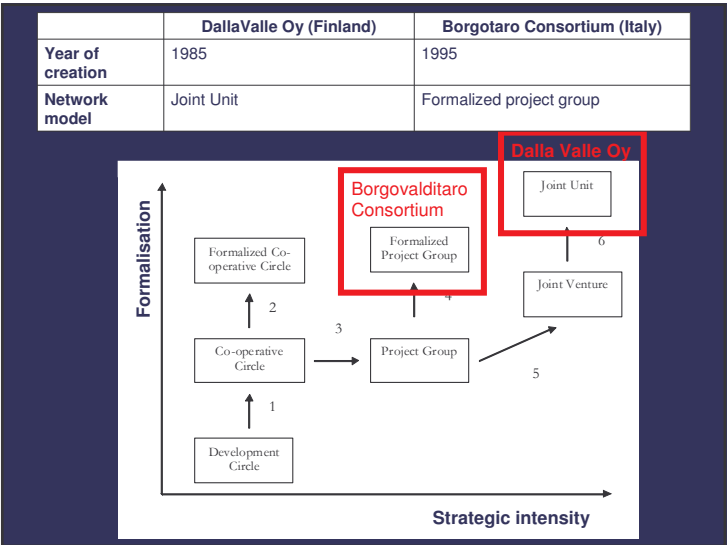 DallaValle Oy (Finland)
Borgotaro Consortium (Italy)
Year of
creation
1985
1995
Network
model
Joint Unit
Formalized project group
Dalla Valle Oy
Borgovalditaro
Consortium
Joint Unit
Formalisation
Formalized Co-
operative Circle
Formalized
Project Group
6
Joint Venture
4
2
3
Co-operative
Circle
Project Group
5
1
Development
Circle
Strategic intensity